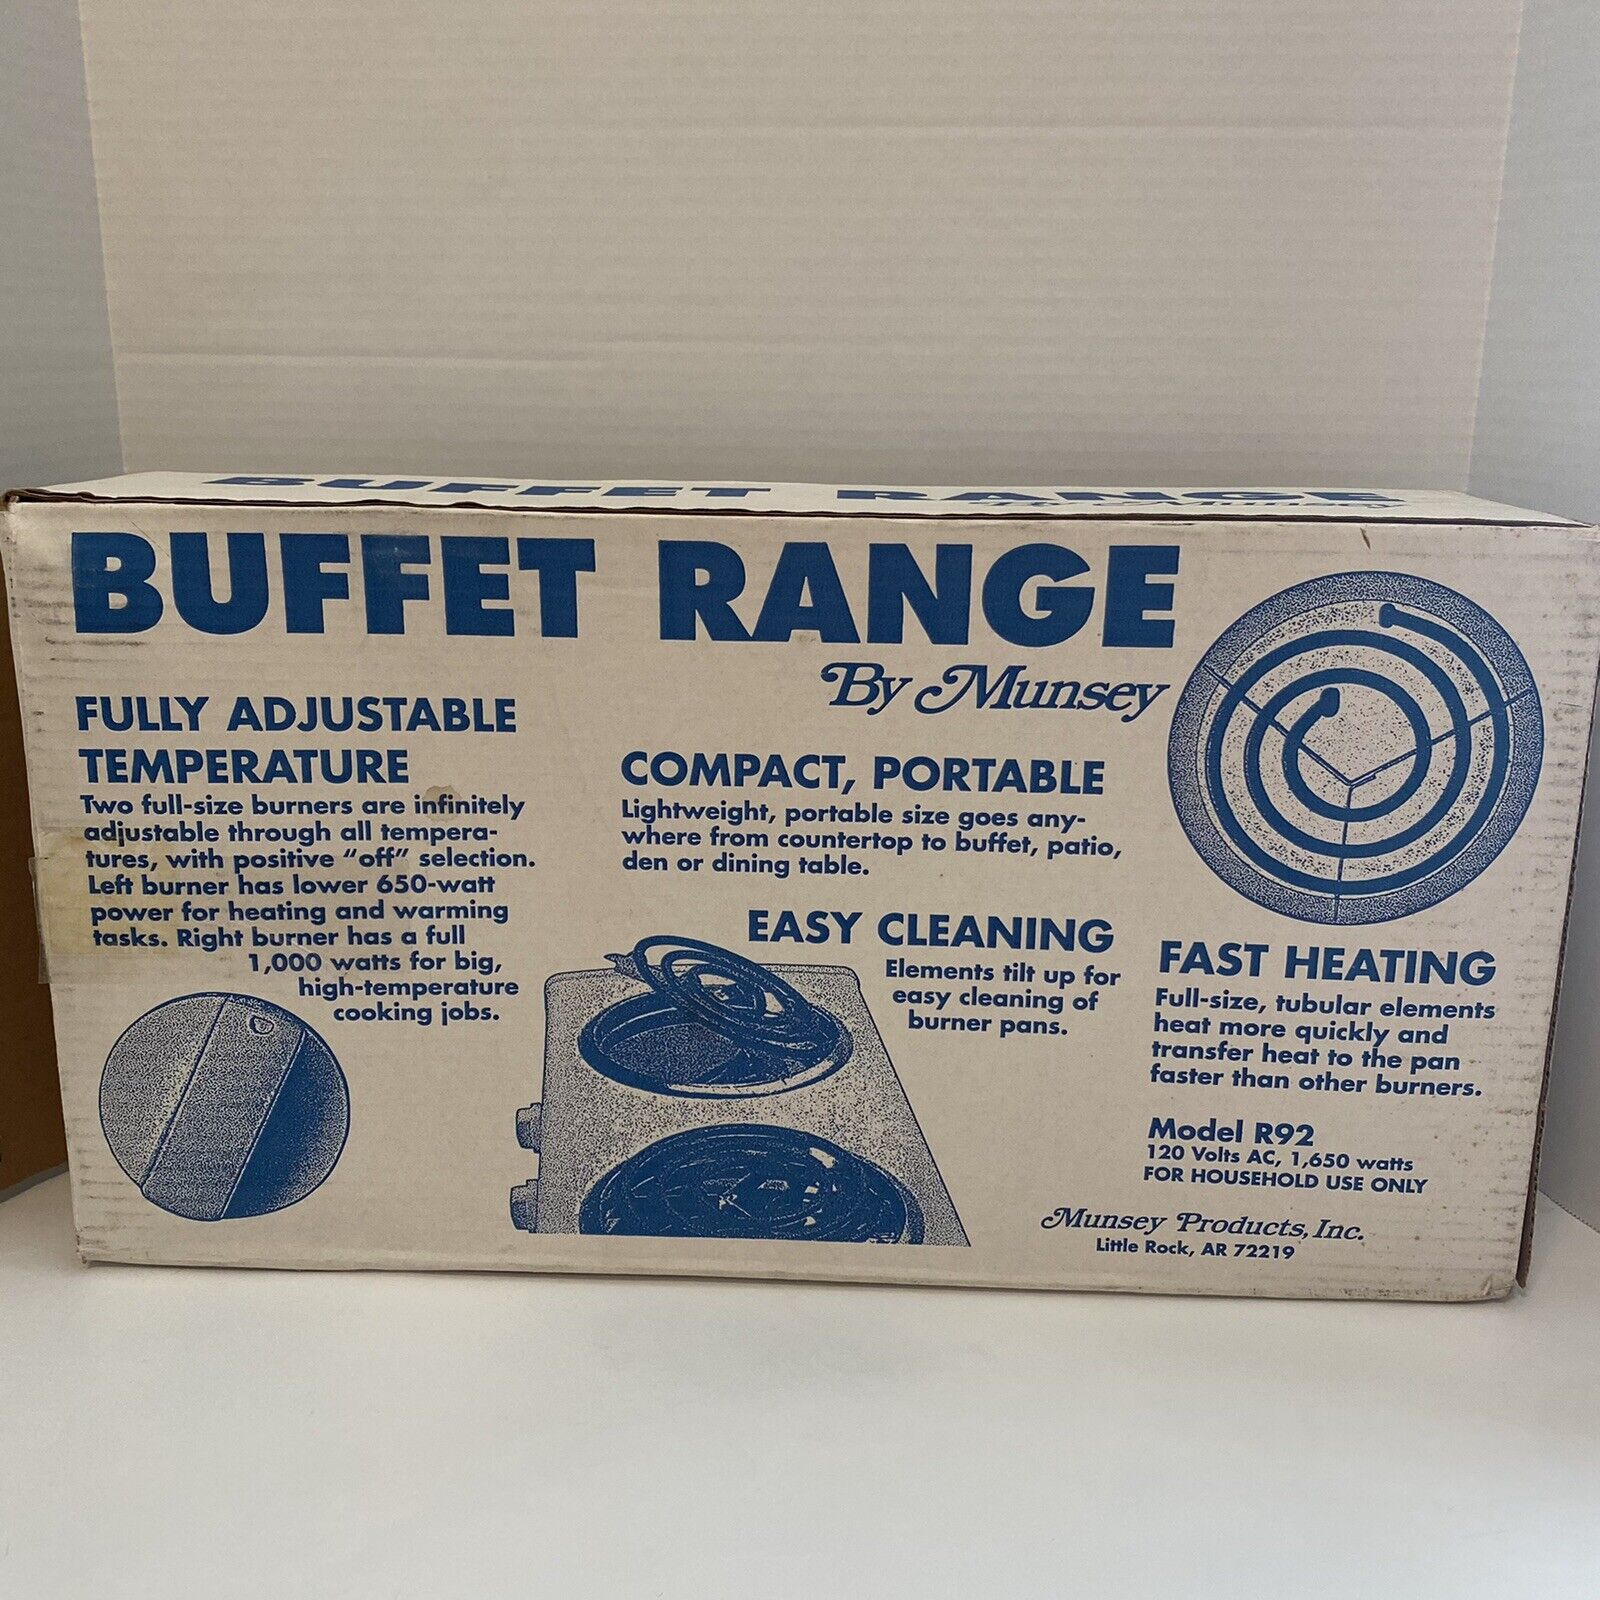 BUFFET RANGE
By Munsey
BUFFET RANGE
By Munsey
FULLY ADJUSTABLE
TEMPERATURE
Two full-size burners are infinitely
adjustable through all tempera-
tures, with positive “off” selection.
Left burner has lower 650-watt
power for heating and warming
tasks. Right burner has a full
1,000 watts for big,
high-temperature
cooking jobs.
COMPACT, PORTABLE
Lightweight, portable size goes any-
where from countertop to buffet, patio,
den or dining table.
EASY CLEANING
Elements tilt up for
easy cleaning of
burner pans.
FAST HEATING
Full-size, tubular elements
heat more quickly and
transfer heat to the pan
faster than other burners.
Model R92
120 Volts AC, 1,650 watts
FOR HOUSEHOLD USE ONLY
Munsey Products, Inc.
Little Rock, AR 72219